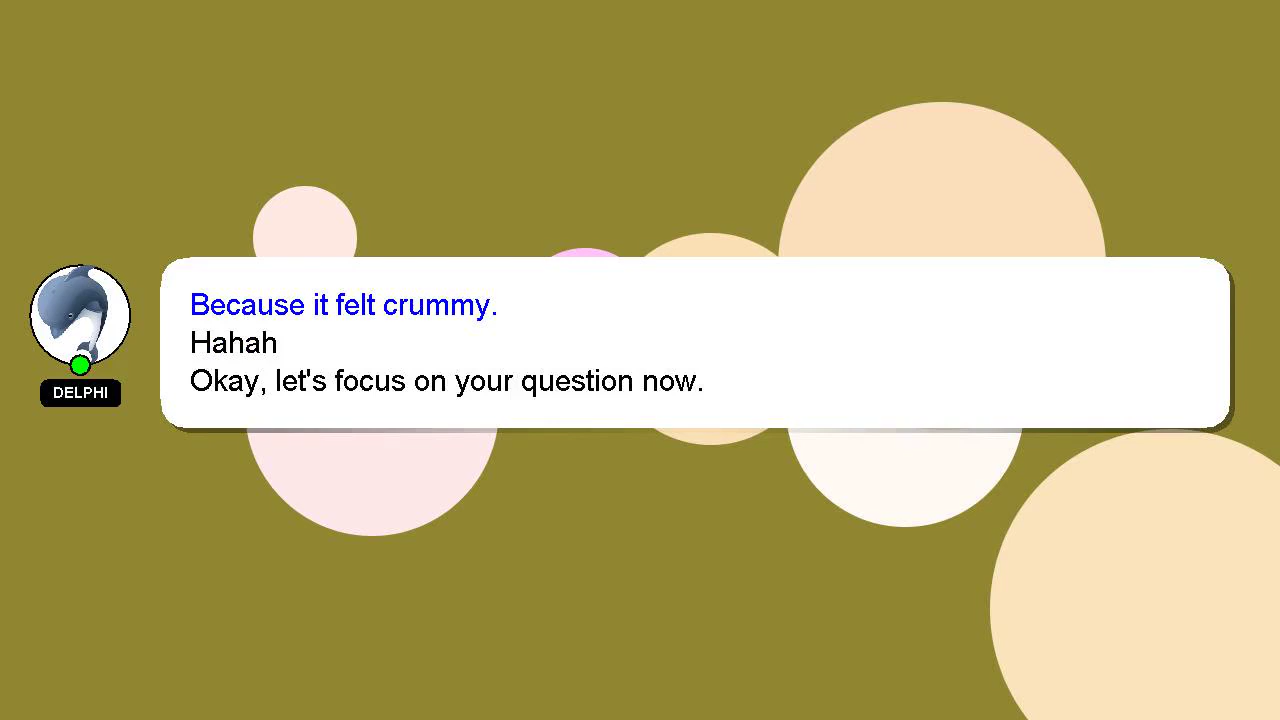 Because it felt crummy.
Hahah
Okay, let's focus on your question now.
DELPHI